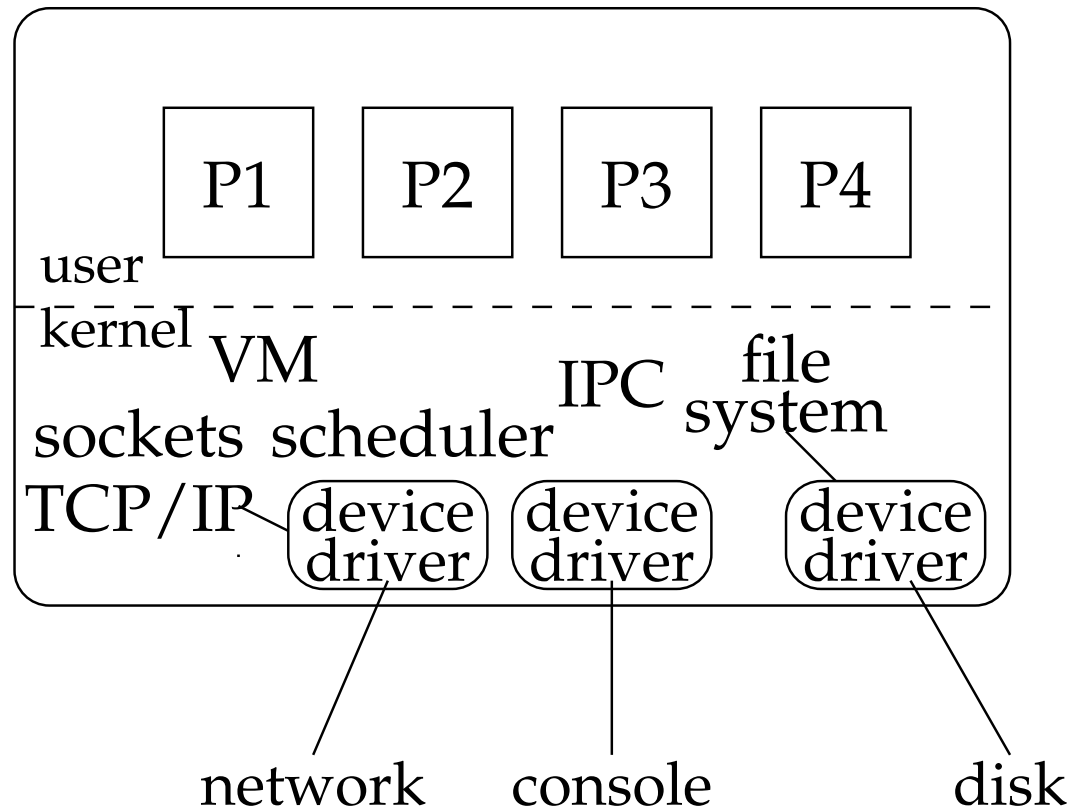 P1 P2 P3 P4
user
kernel
VM
IPC
file
system
sockets scheduler
TCP/IP
device
driver
device
driver
device
driver
network console disk